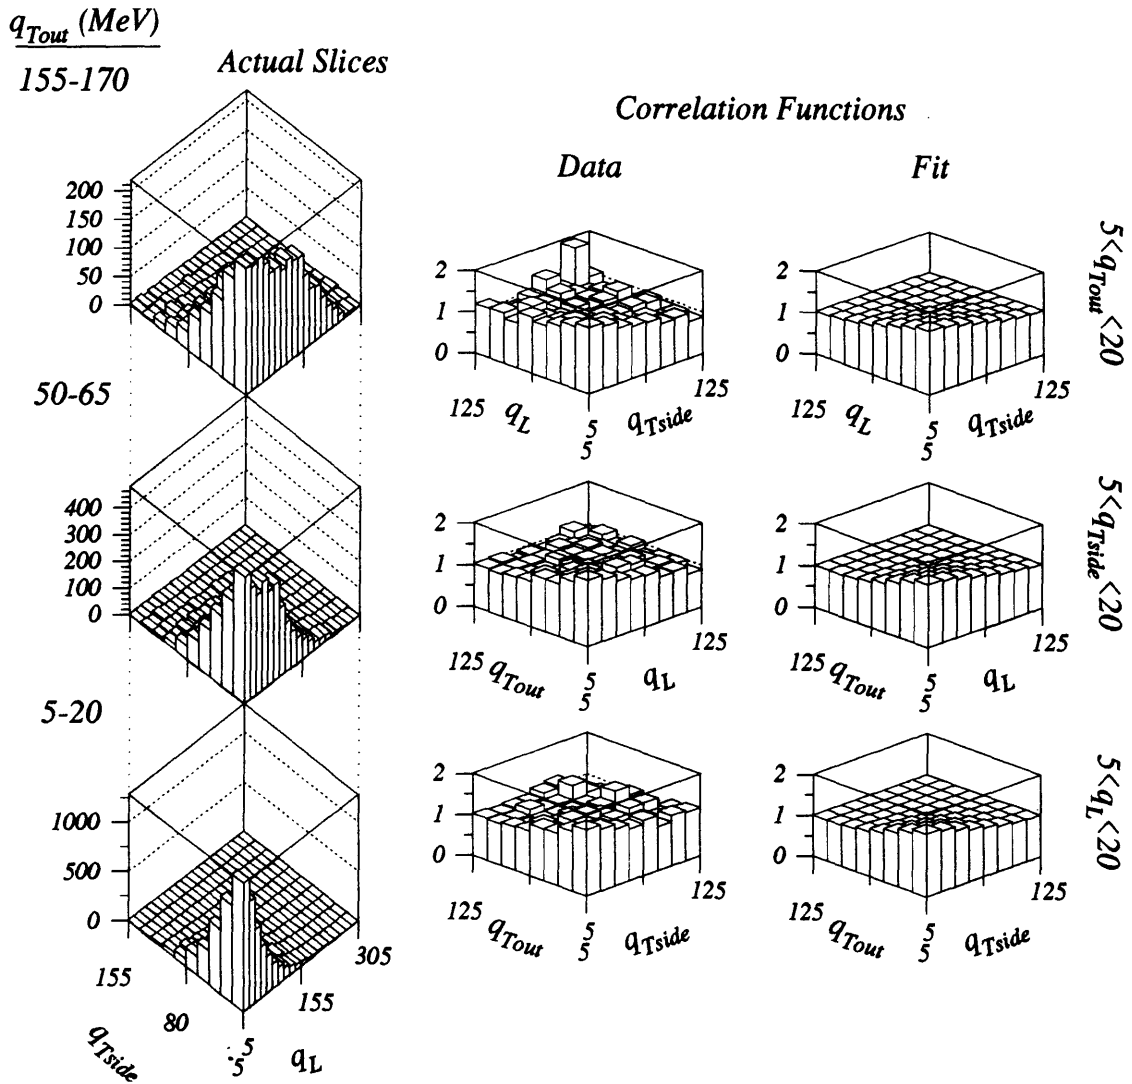 q_Tout (MeV)
155-170
Actual Slices
Correlation Functions
Data
Fit
200
150
100
50
0
2
1
0
125
q_L
5
5
q_Tside
125
2
1
0
125
q_L
5
5
q_Tside
125
5<q_Tout<20
50-65
400
300
200
100
0
2
1
0
125
q_Tout
5
5
q_L
125
2
1
0
125
q_Tout
5
5
q_L
125
5<q_Tside<20
5-20
1000
500
0
155
80
q_Tside
5
5
q_L
155
305
2
1
0
125
q_Tout
5
5
q_Tside
125
2
1
0
125
q_Tout
5
5
q_Tside
125
5<q_L<20